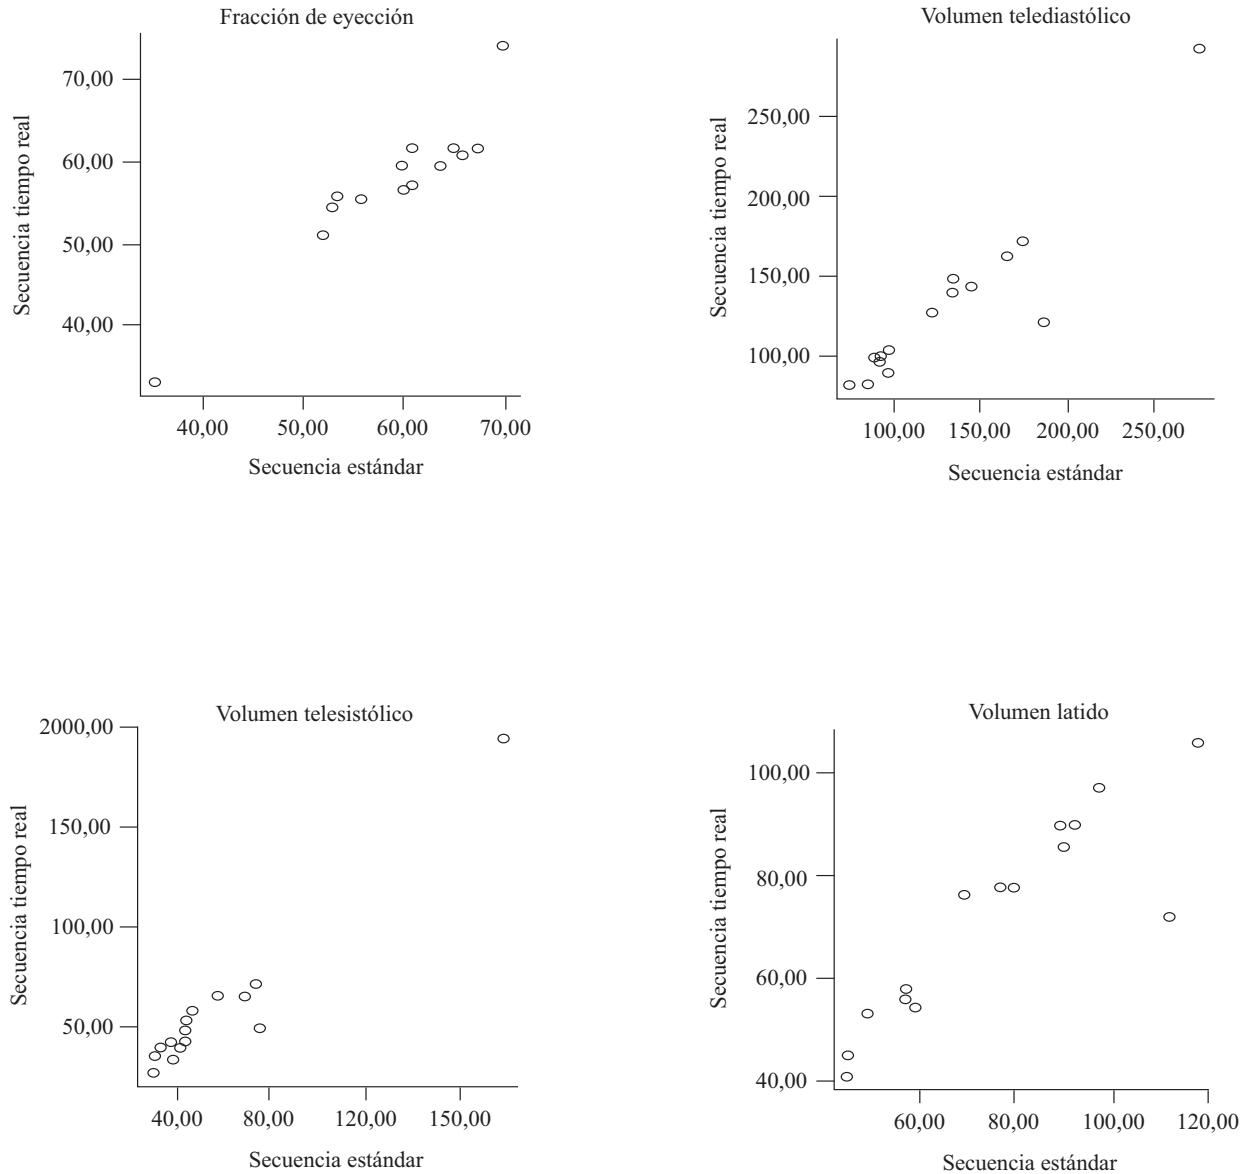 Fracción de eyección
Secuencia tiempo real
70,00
60,00
50,00
40,00
40,00 50,00 60,00 70,00
Secuencia estándar
Volumen telediastólico
Secuencia tiempo real
250,00
200,00
150,00
100,00
100,00 150,00 200,00 250,00
Secuencia estándar
Volumen telesistólico
Secuencia tiempo real
2000,00
150,00
100,00
50,00
40,00 80,00 120,00 150,00
Secuencia estándar
Volumen latido
Secuencia tiempo real
100,00
80,00
60,00
40,00
60,00 80,00 100,00 120,00
Secuencia estándar